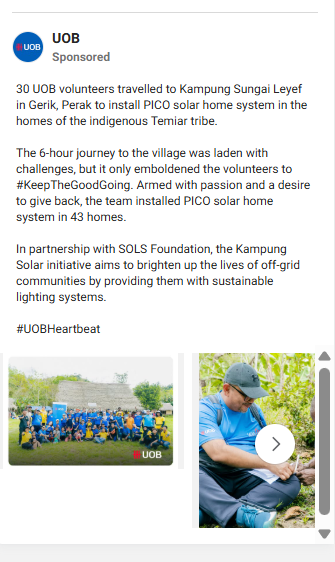 UOB
UOB
Sponsored
30 UOB volunteers travelled to Kampung Sungai Leyef
in Gerik, Perak to install PICO solar home system in the
homes of the indigenous Temiar tribe.
The 6-hour journey to the village was laden with
challenges, but it only emboldened the volunteers to
#KeepTheGoodGoing. Armed with passion and a desire
to give back, the team installed PICO solar home
system in 43 homes.
In partnership with SOLS Foundation, the Kampung
Solar initiative aims to brighten up the lives of off-grid
communities by providing them with sustainable
lighting systems.
#UOBHeartbeat
UOB